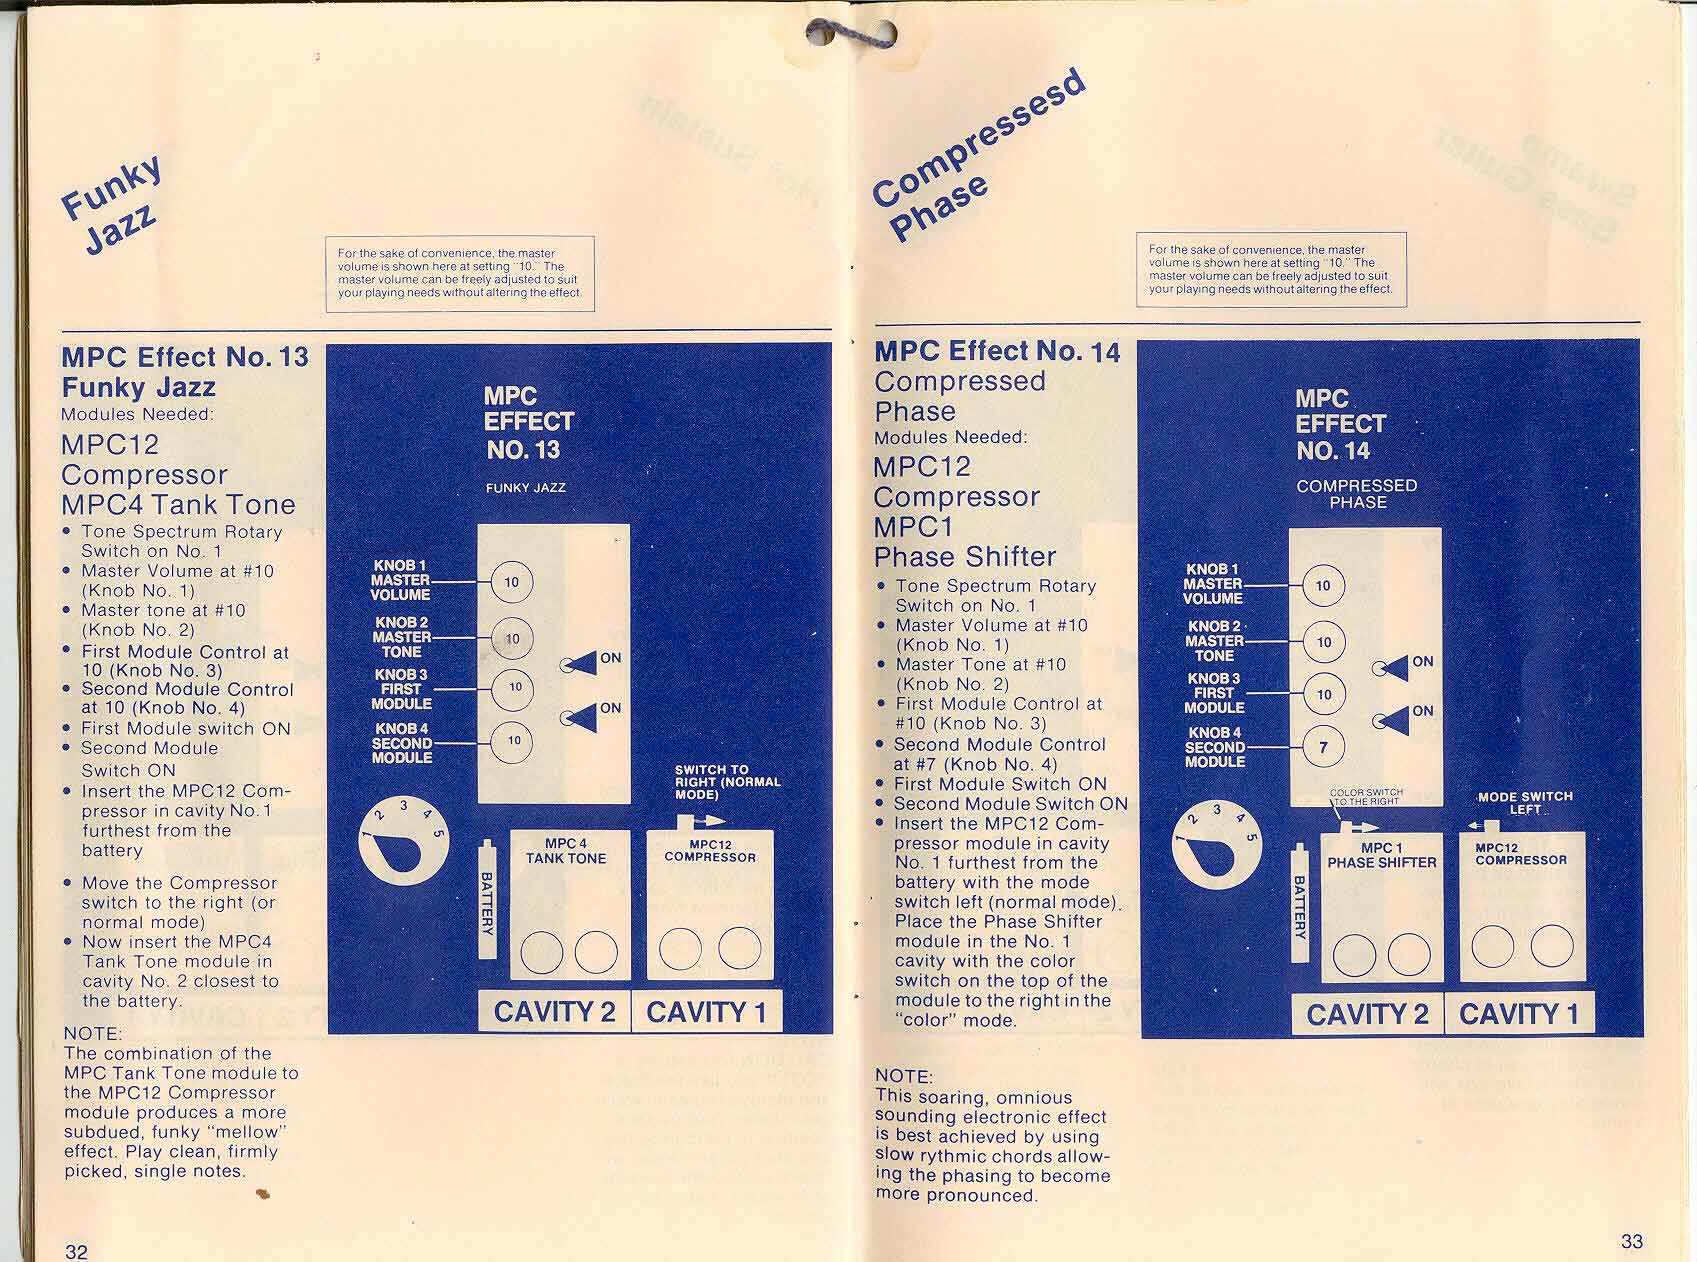 Funky
Jazz
For the sake of convenience, the master
volume is shown here at setting "10." The
master volume can be freely adjusted to suit
your playing needs without altering the effect.
MPC Effect No. 13
Funky Jazz
Modules Needed:
MPC12
Compressor
MPC4 Tank Tone
• Tone Spectrum Rotary
Switch on No. 1
• Master Volume at #10
(Knob No. 1)
• Master tone at #10
(Knob No. 2)
• First Module Control at
10 (Knob No. 3)
• Second Module Control
at 10 (Knob No. 4)
• First Module switch ON
• Second Module
Switch ON
• Insert the MPC12 Com-
pressor in cavity No. 1
furthest from the
battery
• Move the Compressor
switch to the right (or
normal mode)
• Now insert the MPC4
Tank Tone module in
cavity No. 2 closest to
the battery.
NOTE:
The combination of the
MPC Tank Tone module to
the MPC12 Compressor
module produces a more
subdued, funky "mellow"
effect. Play clean, firmly
picked, single notes.
32
MPC
EFFECT
NO. 13
FUNKY JAZZ
KNOB 1
MASTER
VOLUME
10
KNOB 2
MASTER
TONE
10
ON
KNOB 3
FIRST
MODULE
10
ON
KNOB 4
SECOND
MODULE
10
SWITCH TO
RIGHT (NORMAL
MODE)
1 2 3 4 5
BATTERY
MPC 4
TANK TONE
MPC12
COMPRESSOR
CAVITY 2
CAVITY 1
Compressesd
Phase
For the sake of convenience, the master
volume is shown here at setting "10." The
master volume can be freely adjusted to suit
your playing needs without altering the effect.
MPC Effect No. 14
Compressed
Phase
Modules Needed:
MPC12
Compressor
MPC1
Phase Shifter
• Tone Spectrum Rotary
Switch on No. 1
• Master Volume at #10
(Knob No. 1)
• Master Tone at #10
(Knob No. 2)
• First Module Control at
#10 (Knob No. 3)
• Second Module Control
at #7 (Knob No. 4)
• First Module Switch ON
• Second Module Switch ON
• Insert the MPC12 Com-
pressor module in cavity
No. 1 furthest from the
battery with the mode
switch left (normal mode).
Place the Phase Shifter
module in the No. 1
cavity with the color
switch on the top of the
module to the right in the
"color" mode.
NOTE:
This soaring, omnious
sounding electronic effect
is best achieved by using
slow rythmic chords allow-
ing the phasing to become
more pronounced.
33
MPC
EFFECT
NO. 14
COMPRESSED
PHASE
KNOB 1
MASTER
VOLUME
10
KNOB 2
MASTER
TONE
10
ON
KNOB 3
FIRST
MODULE
10
ON
KNOB 4
SECOND
MODULE
7
COLOR SWITCH
TO THE RIGHT
MODE SWITCH
LEFT
1 2 3 4 5
BATTERY
MPC 1
PHASE SHIFTER
MPC12
COMPRESSOR
CAVITY 2
CAVITY 1